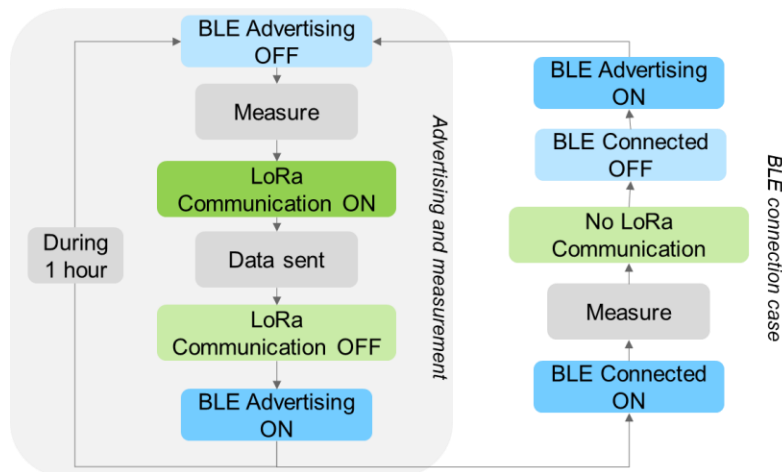 BLE Advertising
OFF
Measure
LoRa
Communication ON
During
1 hour
Data sent
LoRa
Communication OFF
BLE Advertising
ON
Advertising and measurement
BLE Advertising
ON
BLE Connected
OFF
No LoRa
Communication
Measure
BLE Connected
ON
BLE connection case